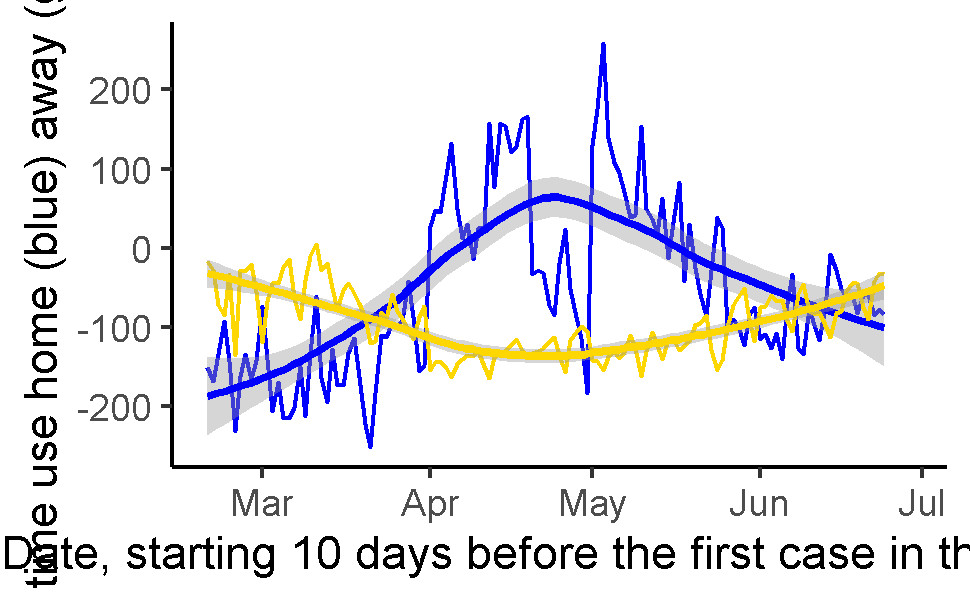 time use home (blue) away (
200
100
0
-100
-200
Mar Apr May Jun Jul
Date, starting 10 days before the first case in th